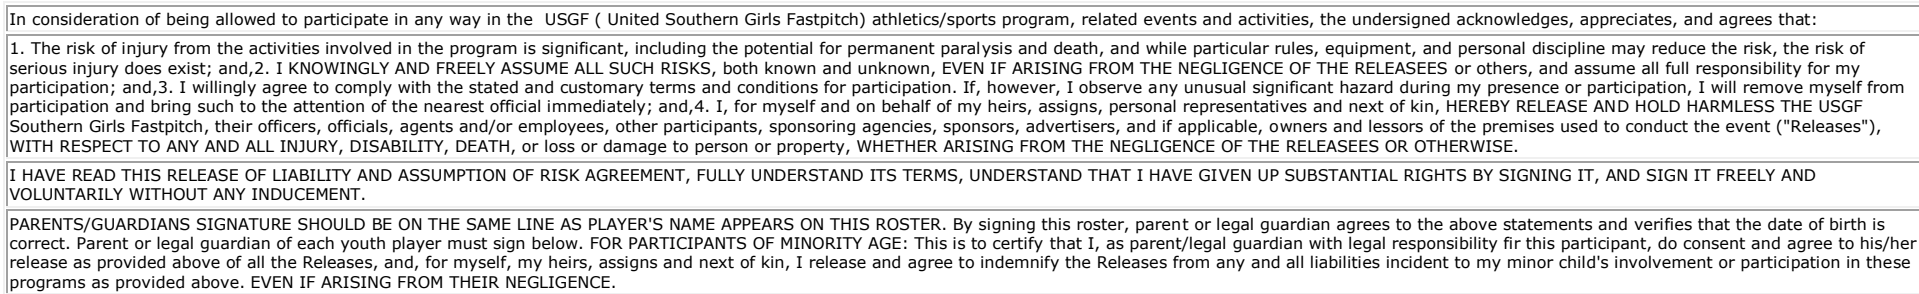 In consideration of being allowed to participate in any way in the  USGF ( United Southern Girls Fastpitch) athletics/sports program, related events and activities, the undersigned acknowledges, appreciates, and agrees that:
1. The risk of injury from the activities involved in the program is significant, including the potential for permanent paralysis and death, and while particular rules, equipment, and personal discipline may reduce the risk, the risk of
serious injury does exist; and,2. I KNOWINGLY AND FREELY ASSUME ALL SUCH RISKS, both known and unknown, EVEN IF ARISING FROM THE NEGLIGENCE OF THE RELEASEES or others, and assume all full responsibility for my
participation; and,3. I willingly agree to comply with the stated and customary terms and conditions for participation. If, however, I observe any unusual significant hazard during my presence or participation, I will remove myself from
participation and bring such to the attention of the nearest official immediately; and,4. I, for myself and on behalf of my heirs, assigns, personal representatives and next of kin, HEREBY RELEASE AND HOLD HARMLESS THE USGF
Southern Girls Fastpitch, their officers, officials, agents and/or employees, other participants, sponsoring agencies, sponsors, advertisers, and if applicable, owners and lessors of the premises used to conduct the event ("Releases"),
WITH RESPECT TO ANY AND ALL INJURY, DISABILITY, DEATH, or loss or damage to person or property, WHETHER ARISING FROM THE NEGLIGENCE OF THE RELEASEES OR OTHERWISE.
I HAVE READ THIS RELEASE OF LIABILITY AND ASSUMPTION OF RISK AGREEMENT, FULLY UNDERSTAND ITS TERMS, UNDERSTAND THAT I HAVE GIVEN UP SUBSTANTIAL RIGHTS BY SIGNING IT, AND SIGN IT FREELY AND
VOLUNTARILY WITHOUT ANY INDUCEMENT.
PARENTS/GUARDIANS SIGNATURE SHOULD BE ON THE SAME LINE AS PLAYER'S NAME APPEARS ON THIS ROSTER. By signing this roster, parent or legal guardian agrees to the above statements and verifies that the date of birth is
correct. Parent or legal guardian of each youth player must sign below. FOR PARTICIPANTS OF MINORITY AGE: This is to certify that I, as parent/legal guardian with legal responsibility fir this participant, do consent and agree to his/her
release as provided above of all the Releases, and, for myself, my heirs, assigns and next of kin, I release and agree to indemnify the Releases from any and all liabilities incident to my minor child's involvement or participation in these
programs as provided above. EVEN IF ARISING FROM THEIR NEGLIGENCE.